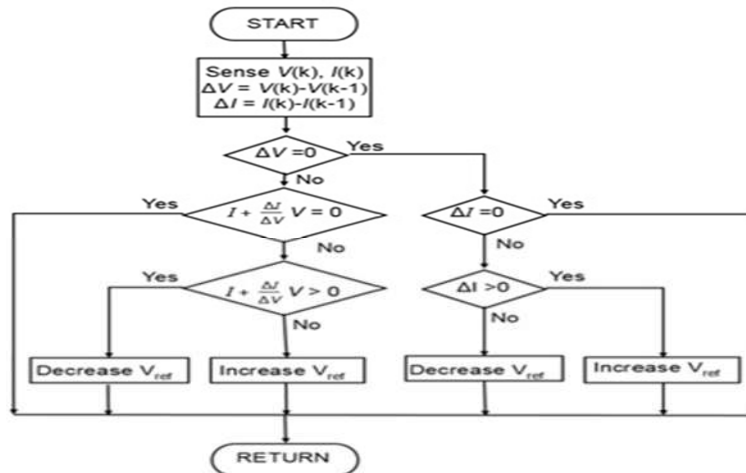 START
Sense V(k), I(k)
ΔV = V(k)-V(k-1)
ΔI = I(k)-I(k-1)
ΔV =0
Yes
No
Yes
I + ΔI/ΔV V = 0
ΔI =0
Yes
No
No
Yes
I + ΔI/ΔV V > 0
ΔI >0
Yes
No
No
Decrease Vref
Increase Vref
Decrease Vref
Increase Vref
RETURN